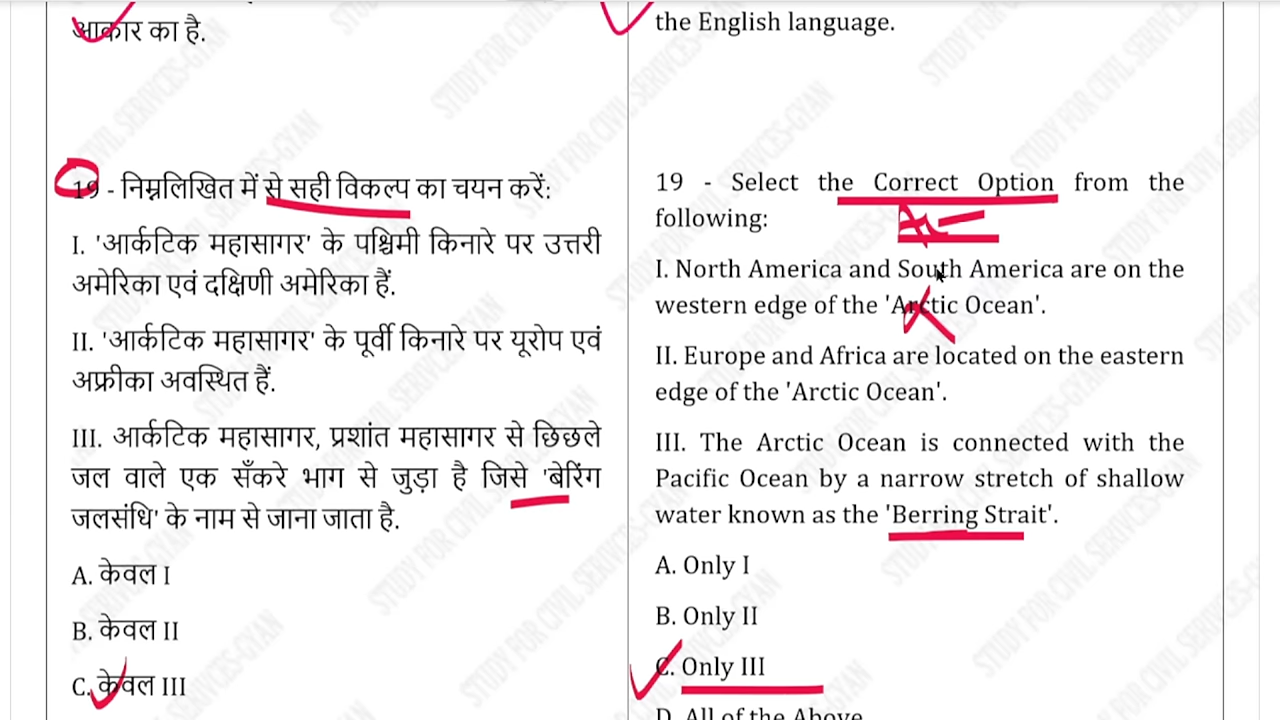 आकार का है.
19 - निम्नलिखित में से सही विकल्प का चयन करें:
I. 'आर्कटिक महासागर' के पश्चिमी किनारे पर उत्तरी
अमेरिका एवं दक्षिणी अमेरिका हैं.
II. 'आर्कटिक महासागर' के पूर्वी किनारे पर यूरोप एवं
अफ्रीका अवस्थित हैं.
III. आर्कटिक महासागर, प्रशांत महासागर से छिछले
जल वाले एक सँकरे भाग से जुड़ा है जिसे 'बेरिंग
जलसंधि' के नाम से जाना जाता है.
A. केवल I
B. केवल II
C. केवल III
the English language.
19 - Select the Correct Option from the
following:
I. North America and South America are on the
western edge of the 'Arctic Ocean'.
II. Europe and Africa are located on the eastern
edge of the 'Arctic Ocean'.
III. The Arctic Ocean is connected with the
Pacific Ocean by a narrow stretch of shallow
water known as the 'Berring Strait'.
A. Only I
B. Only II
C. Only III
D. All of the Above